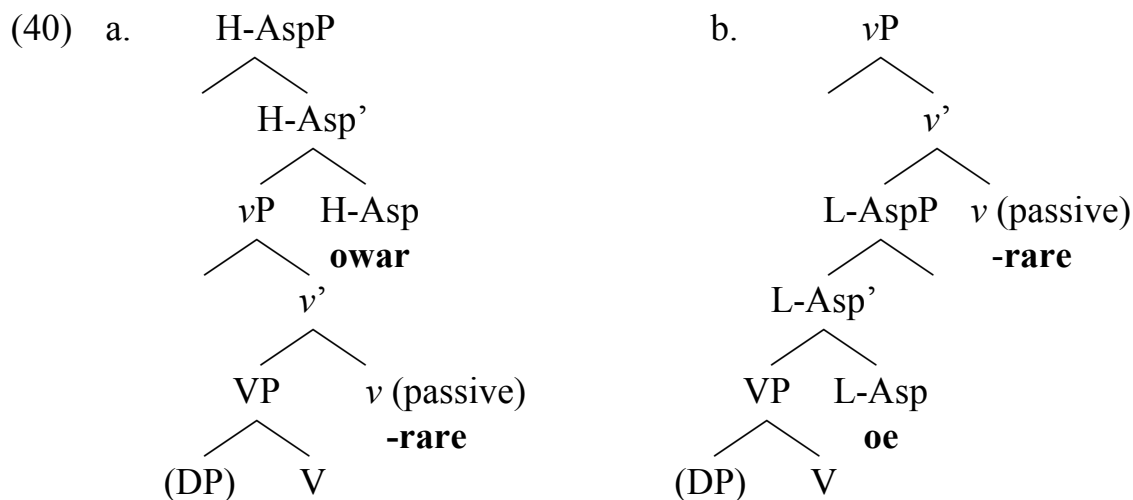 (40) a. H-AspP b. vP
H-Asp’ v’
vP H-Asp L-AspP v (passive)
owar -rare
v’ L-Asp’
VP v (passive) VP L-Asp
-rare oe
(DP) V (DP) V